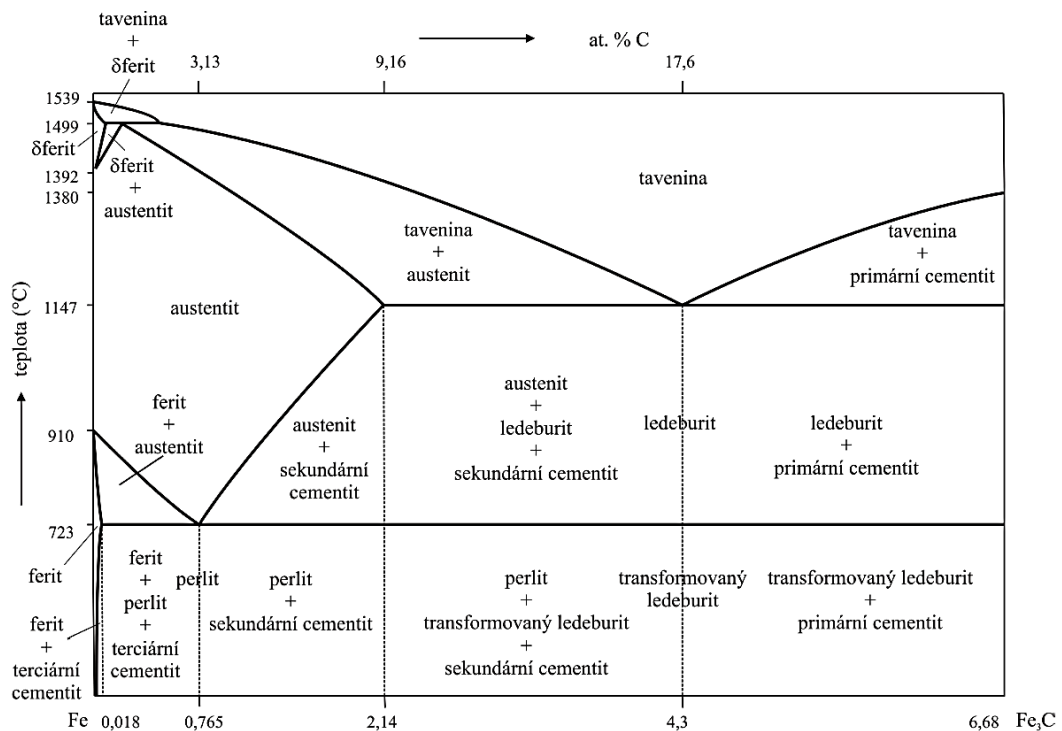 tavenina
+
δferit
at. % C
3,13
9,16
17,6
1539
1499
δferit
δferit
+
austentit
1392
1380
tavenina
tavenina
+
austenit
tavenina
+
primární cementit
1147
austentit
teplota (°C)
910
ferit
+
austentit
austenit
+
sekundární
cementit
austenit
+
ledeburit
+
sekundární cementit
ledeburit
ledeburit
+
primární cementit
723
ferit
ferit
+
terciární
cementit
ferit
+
perlit
+
terciární
cementit
perlit
perlit
+
sekundární cementit
perlit
+
transformovaný ledeburit
+
sekundární cementit
transformovaný
ledeburit
transformovaný ledeburit
+
primární cementit
Fe
0,018
0,765
2,14
4,3
6,68
Fe₃C